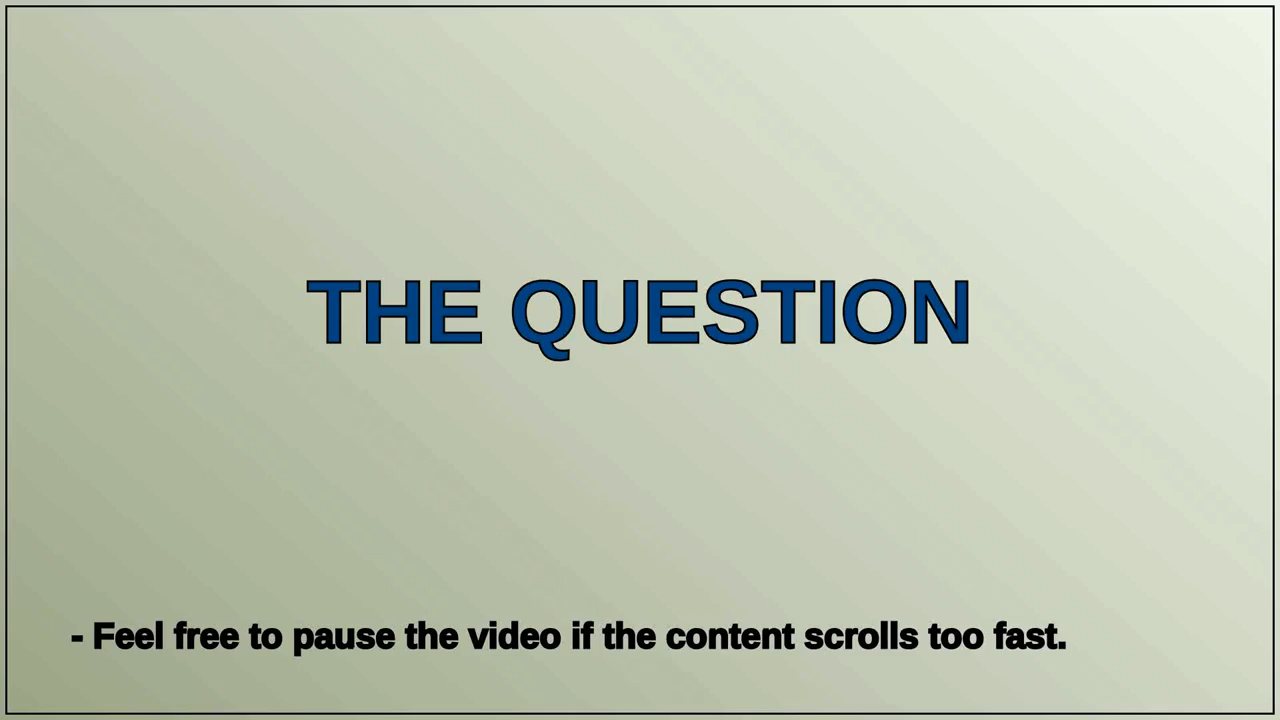 THE QUESTION
- Feel free to pause the video if the content scrolls too fast.